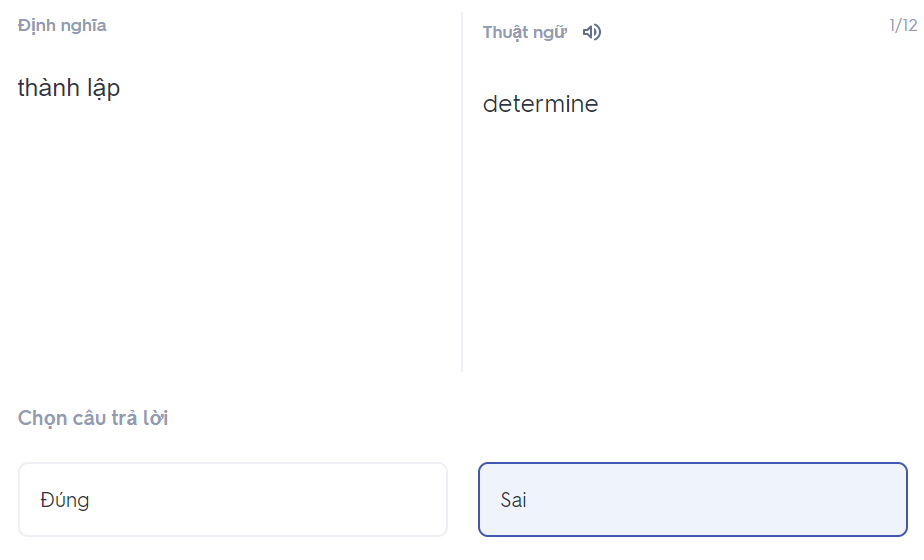 Định nghĩa
thành lập
Thuật ngữ
1/12
determine
Chọn câu trả lời
Đúng
Sai